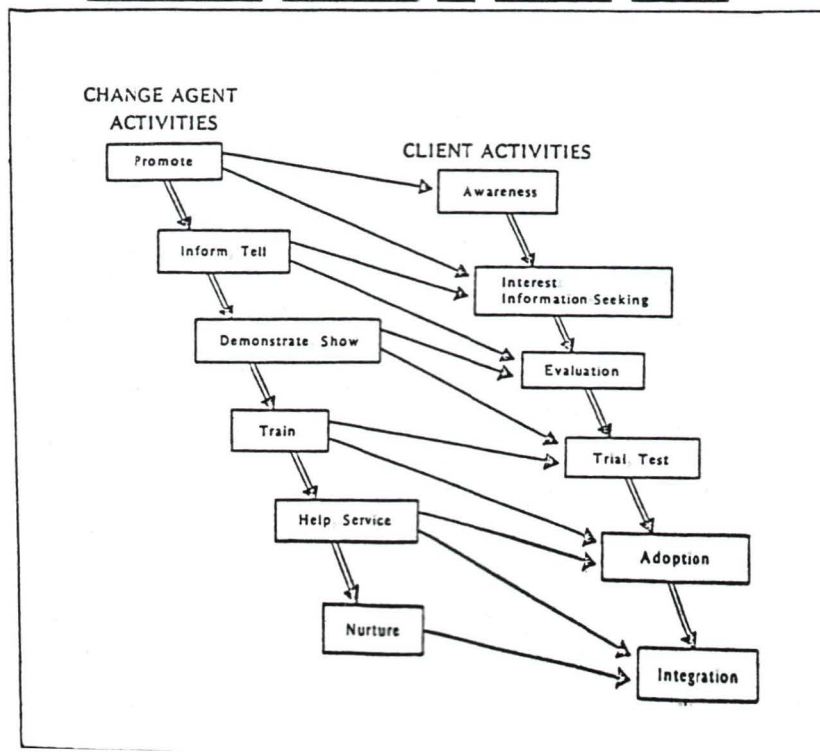 CHANGE AGENT
ACTIVITIES
CLIENT ACTIVITIES
Promote
Awareness
Inform, Tell
Interest,
Information-Seeking
Demonstrate, Show
Evaluation
Train
Trial, Test
Help, Service
Adoption
Nurture
Integration